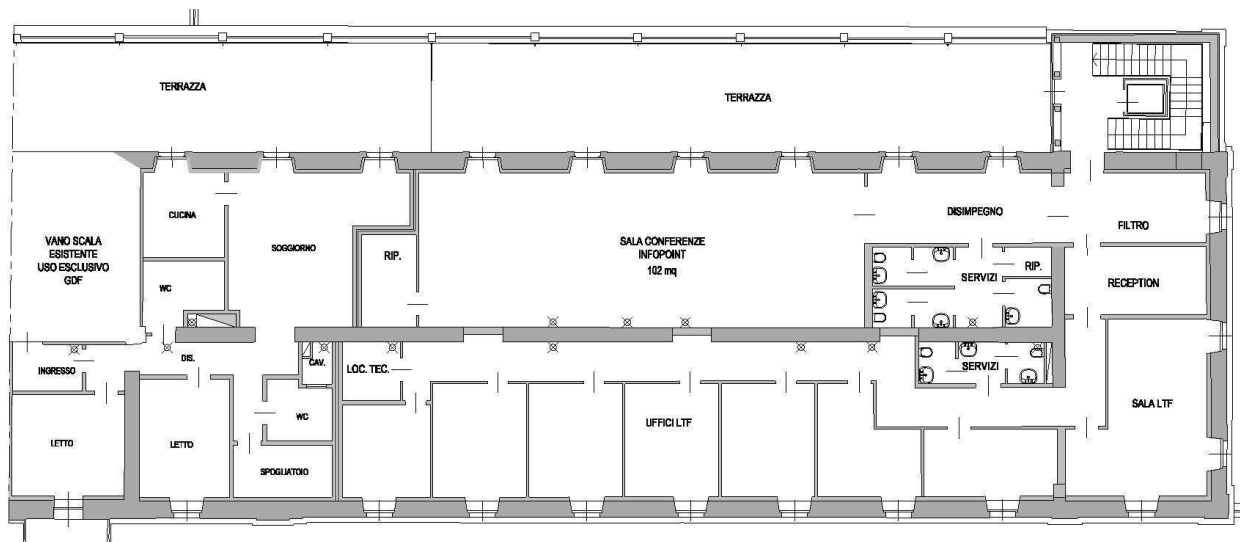 TERRAZZA
TERRAZZA
CUCINA
DISIMPEGNO
FILTRO
VANO SCALA
ESISTENTE
USO ESCLUSIVO
GDF
SOGGIORNO
RIP.
SALA CONFERENZE
INFOPOINT
102 mq
SERVIZI
RIP.
RECEPTION
WC
INGRESSO
DIS.
CAV.
LOC. TEC.
SERVIZI
WC
UFFICI LTF
SALA LTF
LETTO
LETTO
SPOGLIATOIO